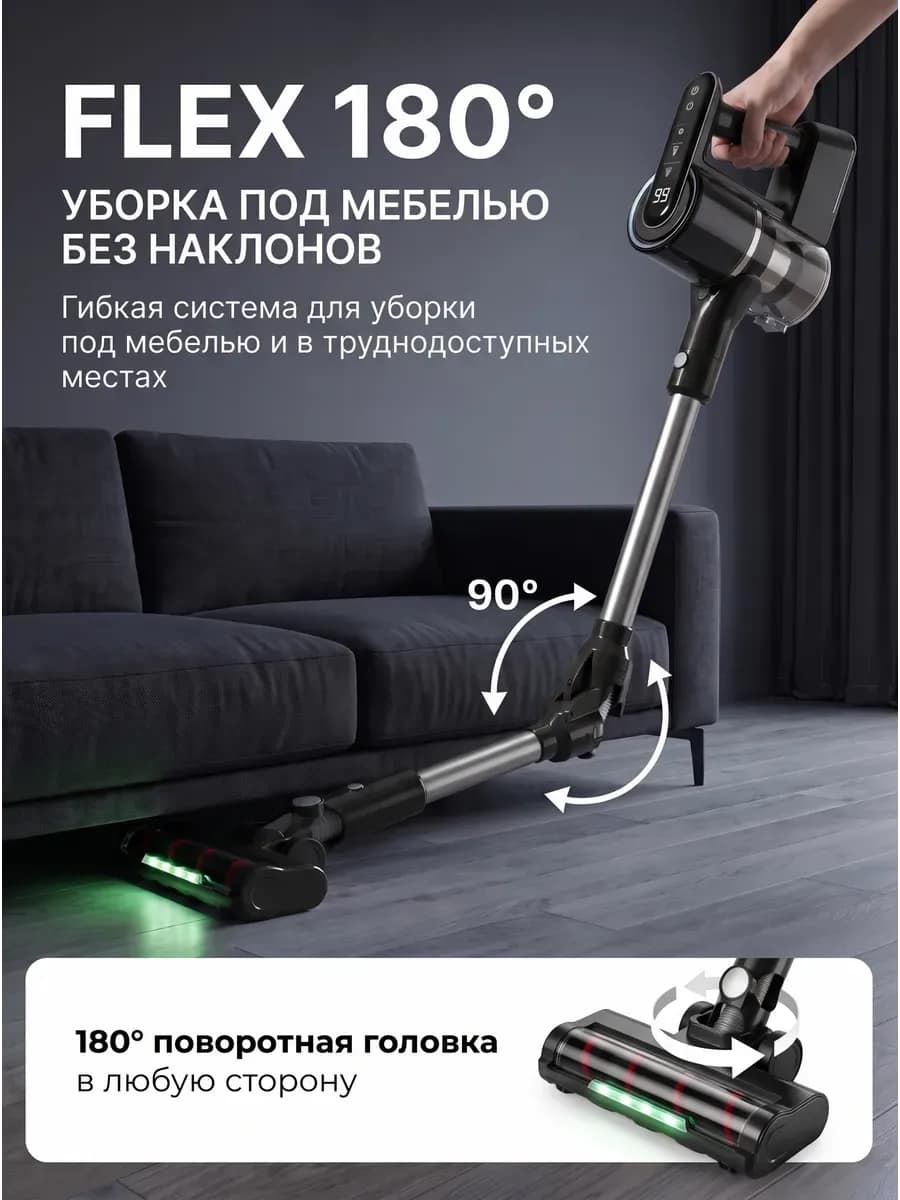 FLEX 180°
УБОРКА ПОД МЕБЕЛЬЮ
БЕЗ НАКЛОНОВ
Гибкая система для уборки
под мебелью и в труднодоступных
местах
99
90°
180° поворотная головка
в любую сторону